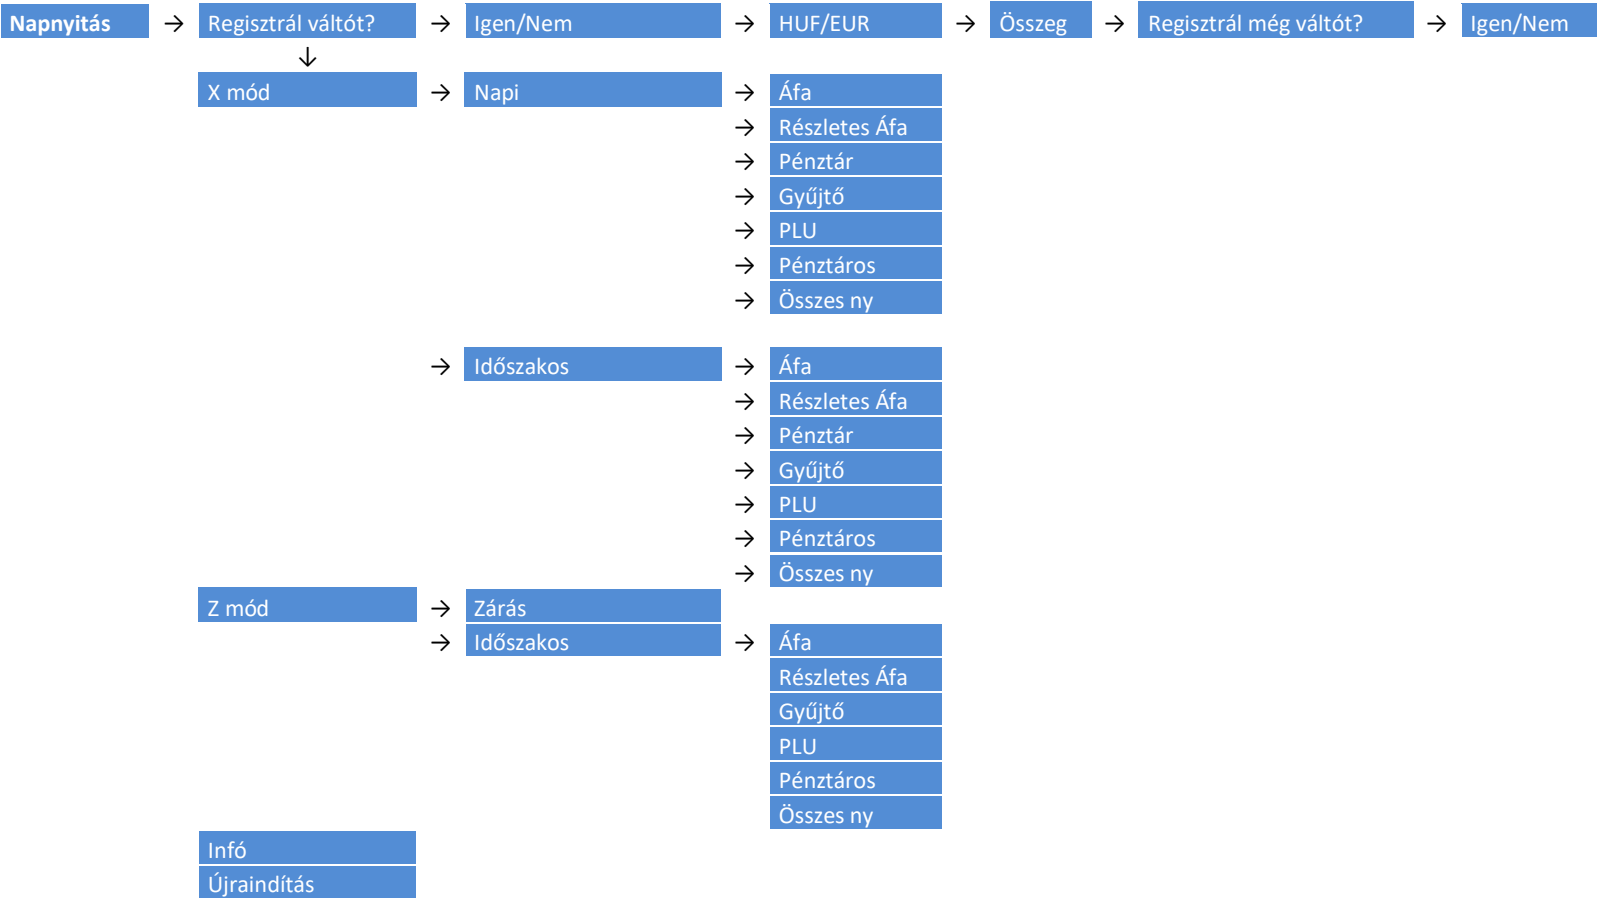 Napnyitás → Regisztrál váltót? → Igen/Nem → HUF/EUR → Összeg → Regisztrál még váltót? → Igen/Nem
↓
X mód → Napi → Áfa
→ Részletes Áfa
→ Pénztár
→ Gyűjtő
→ PLU
→ Pénztáros
→ Összes ny
→ Időszakos → Áfa
→ Részletes Áfa
→ Pénztár
→ Gyűjtő
→ PLU
→ Pénztáros
→ Összes ny
Z mód → Zárás
→ Időszakos → Áfa
Részletes Áfa
Gyűjtő
PLU
Pénztáros
Összes ny
Infó
Újraindítás